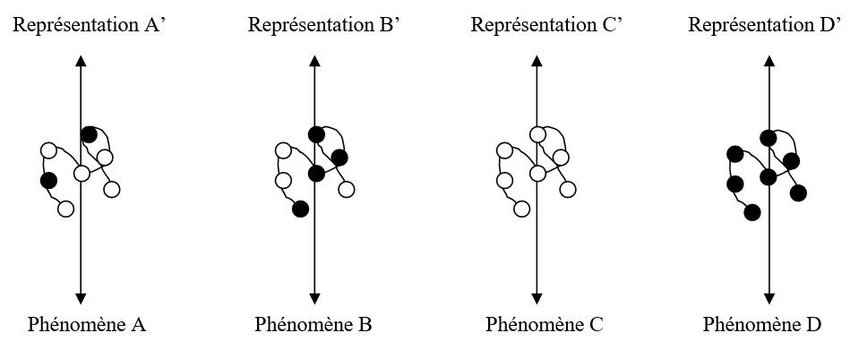 Représentation A’ Représentation B’ Représentation C’ Représentation D’
Phénomène A Phénomène B Phénomène C Phénomène D